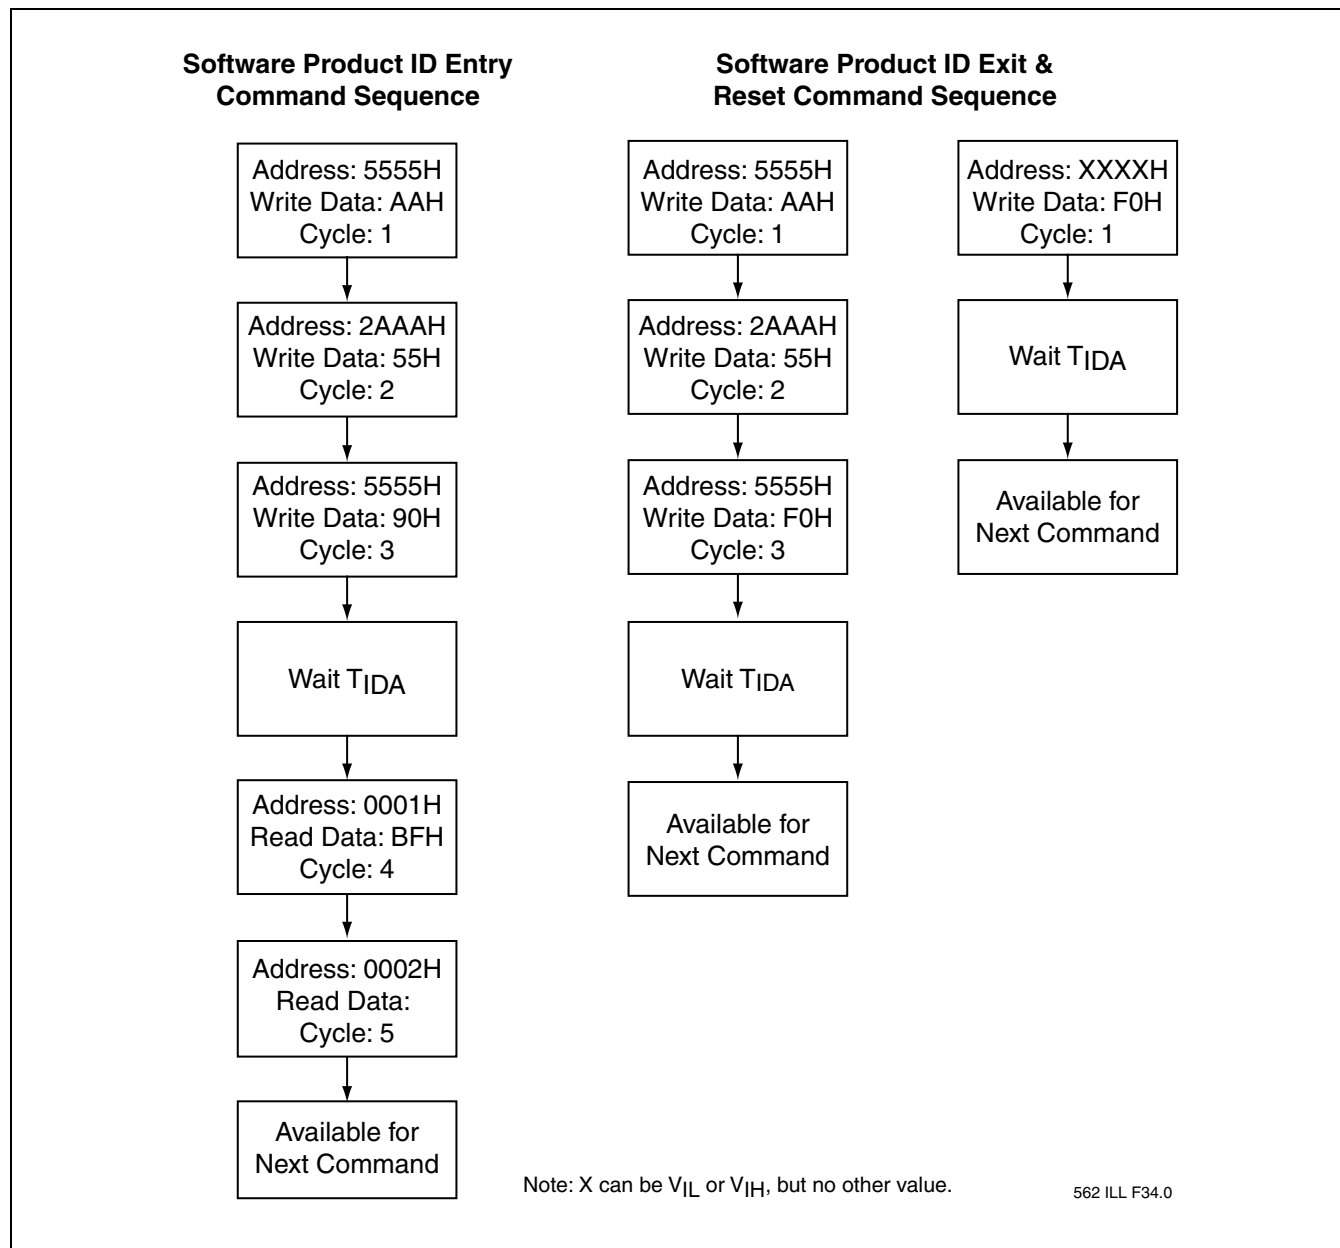 Software Product ID Entry
Command Sequence
Address: 5555H
Write Data: AAH
Cycle: 1
Address: 2AAAH
Write Data: 55H
Cycle: 2
Address: 5555H
Write Data: 90H
Cycle: 3
Wait TIDA
Address: 0001H
Read Data: BFH
Cycle: 4
Address: 0002H
Read Data:
Cycle: 5
Available for
Next Command
Software Product ID Exit &
Reset Command Sequence
Address: 5555H
Write Data: AAH
Cycle: 1
Address: 2AAAH
Write Data: 55H
Cycle: 2
Address: 5555H
Write Data: F0H
Cycle: 3
Wait TIDA
Available for
Next Command
Address: XXXXH
Write Data: F0H
Cycle: 1
Wait TIDA
Available for
Next Command
Note: X can be VIL or VIH, but no other value.
562 ILL F34.0